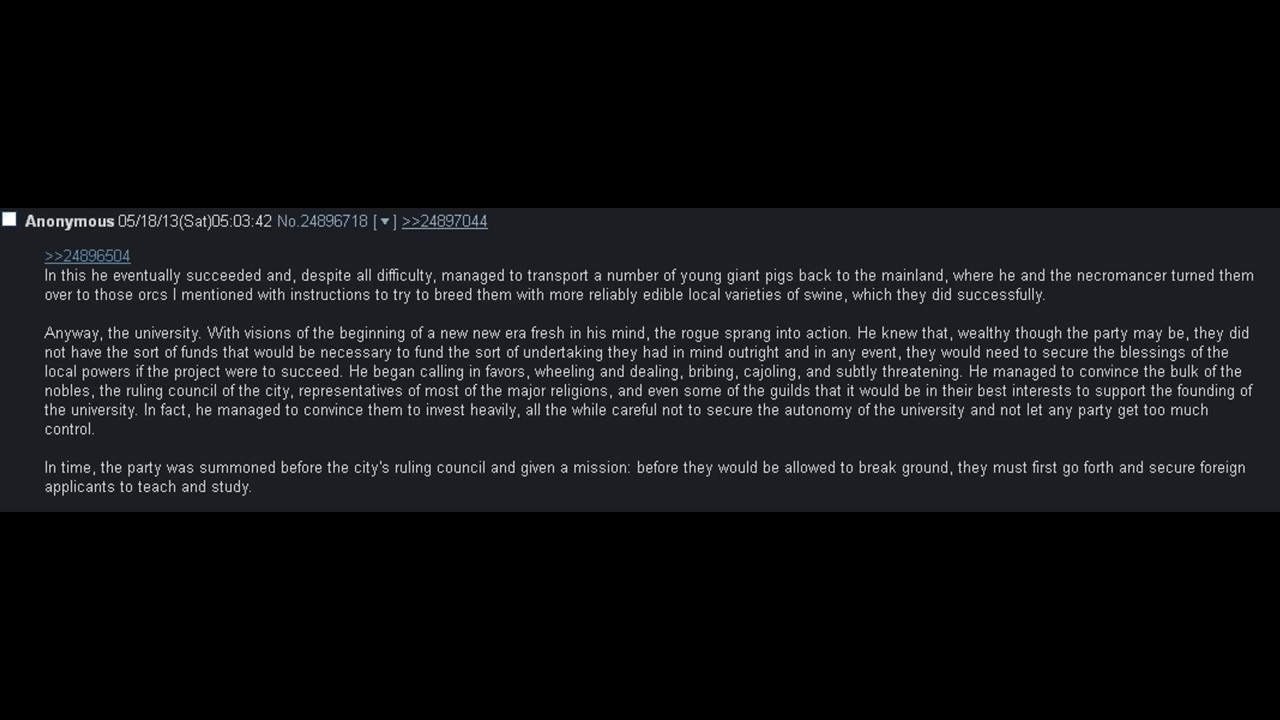 Anonymous 05/18/13(Sat)05:03:42 No.24896718 [▼] >>24897044
>>24896504
In this he eventually succeeded and, despite all difficulty, managed to transport a number of young giant pigs back to the mainland, where he and the necromancer turned them
over to those orcs I mentioned with instructions to try to breed them with more reliably edible local varieties of swine, which they did successfully.
Anyway, the university. With visions of the beginning of a new new era fresh in his mind, the rogue sprang into action. He knew that, wealthy though the party may be, they did
not have the sort of funds that would be necessary to fund the sort of undertaking they had in mind outright and in any event, they would need to secure the blessings of the
local powers if the project were to succeed. He began calling in favors, wheeling and dealing, bribing, cajoling, and subtly threatening. He managed to convince the bulk of the
nobles, the ruling council of the city, representatives of most of the major religions, and even some of the guilds that it would be in their best interests to support the founding of
the university. In fact, he managed to convince them to invest heavily, all the while careful not to secure the autonomy of the university and not let any party get too much
control.
In time, the party was summoned before the city's ruling council and given a mission: before they would be allowed to break ground, they must first go forth and secure foreign
applicants to teach and study.